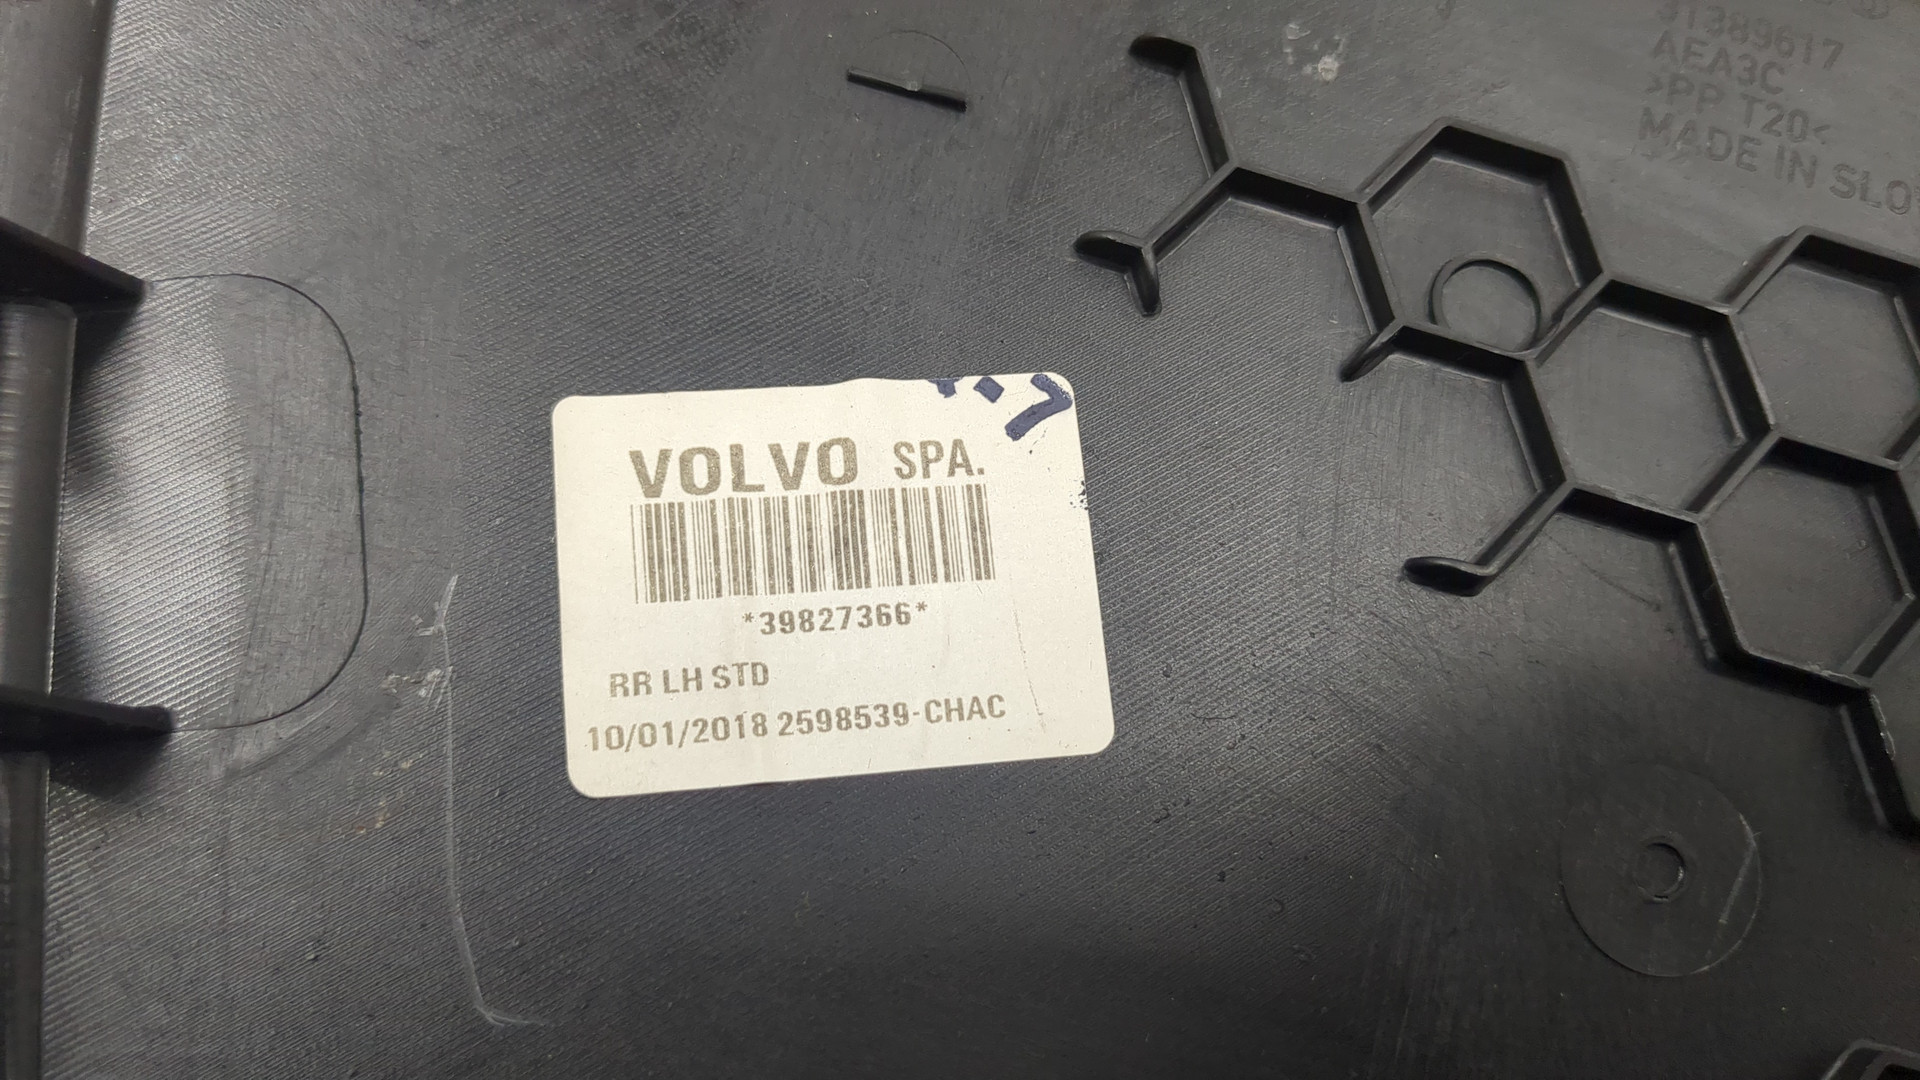 31389617
AEA3C
>PP T20<
MADE IN SLO
VOLVO SPA.
*39827366*
RR LH STD
10/01/2018 2598539-CHAC